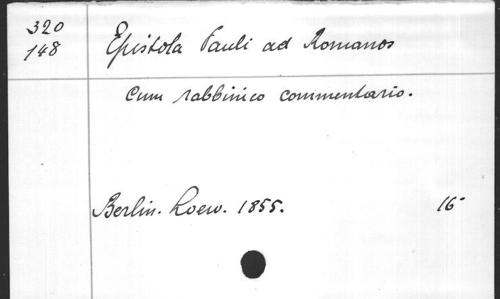 320
148
Epistola Pauli ad Romanos
Cum rabbinico commentario.
Berlin. Loew. 1855. 16°